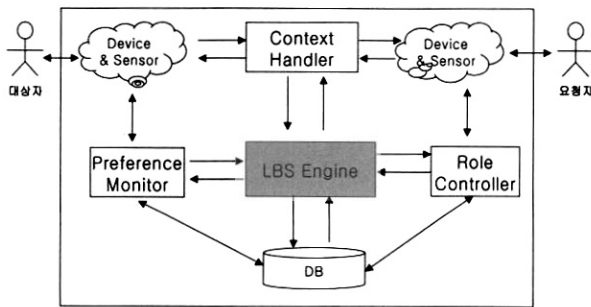 Device
& Sensor
Context
Handler
Device
& Sensor
대상자
요청자
Preference
Monitor
LBS Engine
Role
Controller
DB